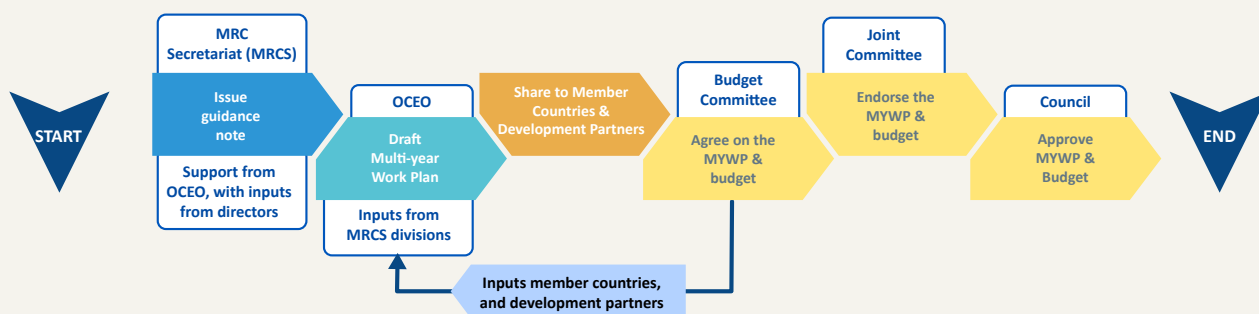 START
MRC
Secretariat (MRCS)
Issue
guidance
note
Support from
OCEO, with inputs
from directors
OCEO
Draft
Multi-year
Work Plan
Inputs from
MRCS divisions
Share to Member
Countries &
Development Partners
Budget
Committee
Agree on the
MYWP &
budget
Inputs member countries,
and development partners
Joint
Committee
Endorse the
MYWP &
budget
Council
Approve
MYWP &
Budget
END